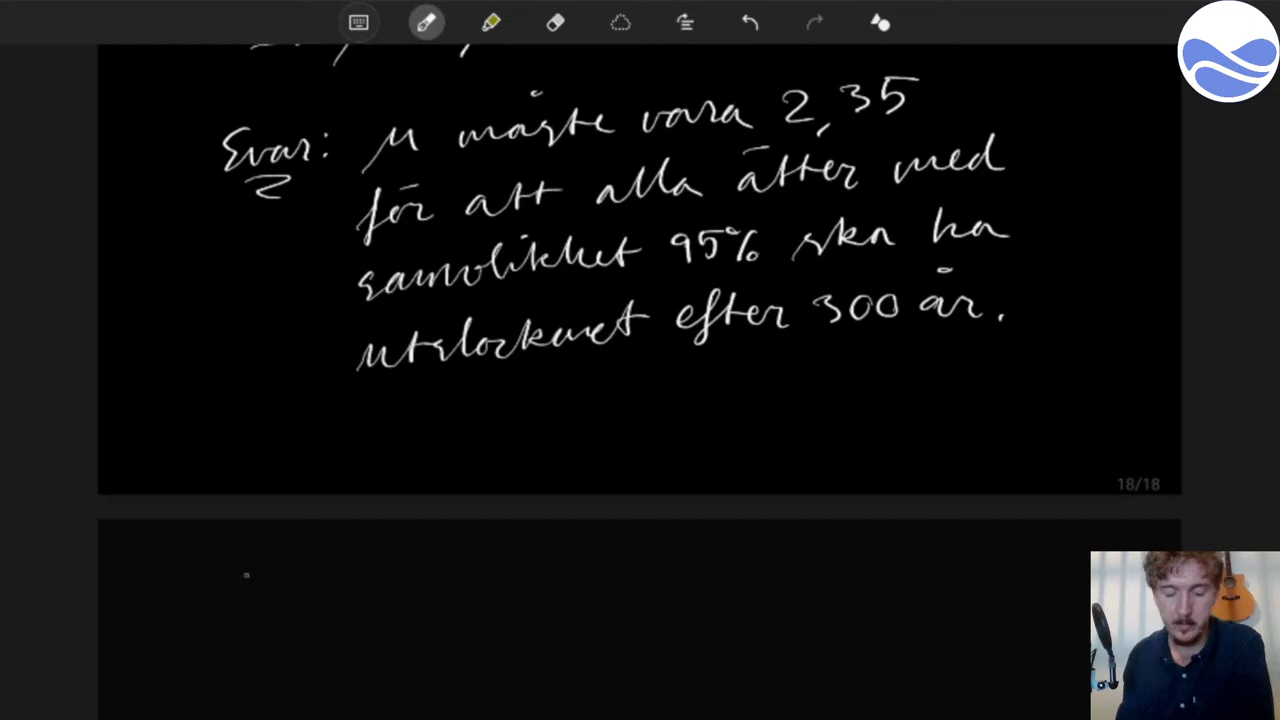 Svar: μ måste vara 2,35
för att alla ätter med
sannolikhet 95% ska ha
utslocknat efter 300 år.
18/18